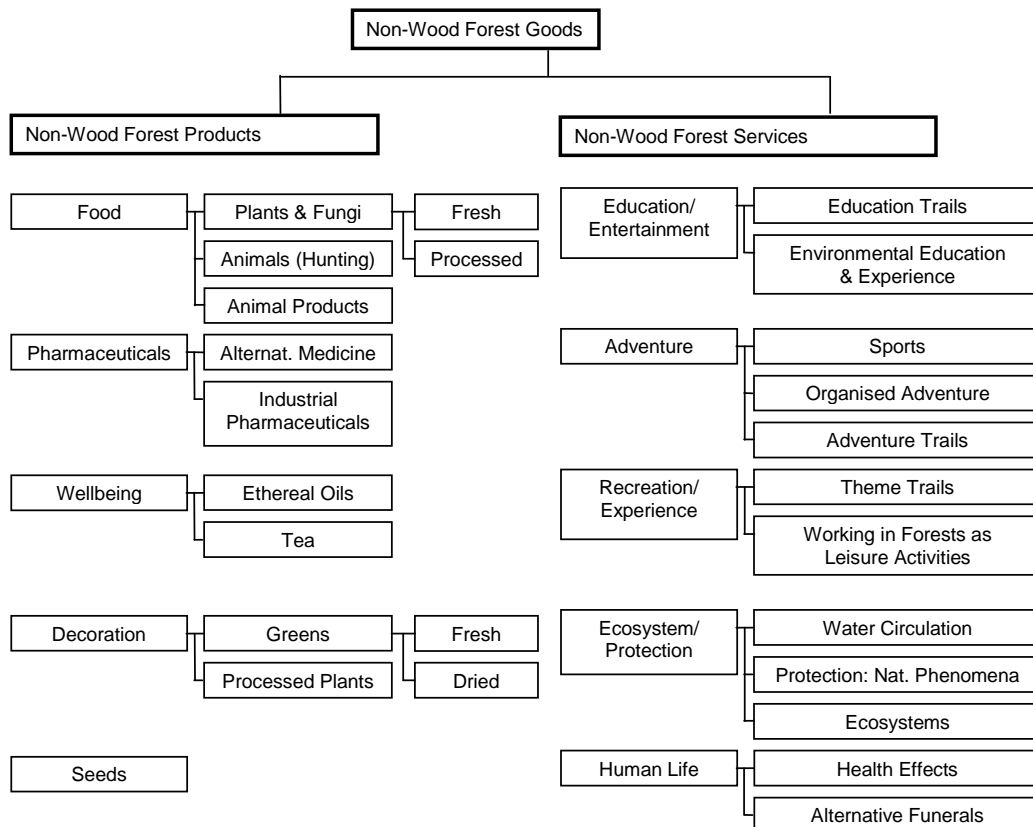 Non-Wood Forest Goods
Non-Wood Forest Products
Food
Plants & Fungi
Fresh
Processed
Animals (Hunting)
Animal Products
Pharmaceuticals
Alternat. Medicine
Industrial
Pharmaceuticals
Wellbeing
Ethereal Oils
Tea
Decoration
Greens
Fresh
Dried
Processed Plants
Seeds
Non-Wood Forest Services
Education/
Entertainment
Education Trails
Environmental Education
& Experience
Adventure
Sports
Organised Adventure
Adventure Trails
Recreation/
Experience
Theme Trails
Working in Forests as
Leisure Activities
Ecosystem/
Protection
Water Circulation
Protection: Nat. Phenomena
Ecosystems
Human Life
Health Effects
Alternative Funerals